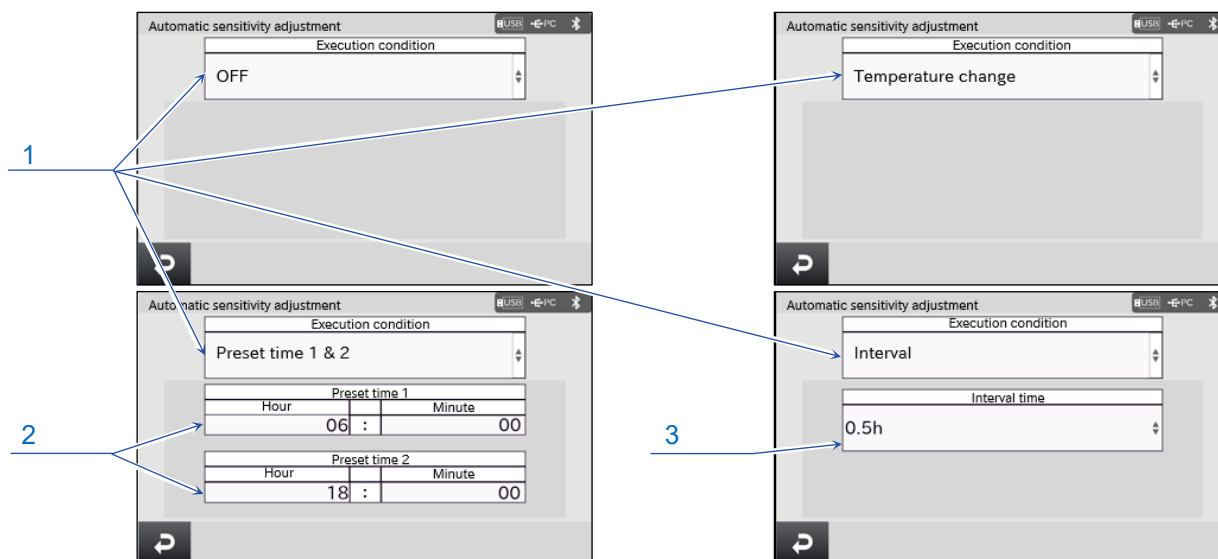 Automatic sensitivity adjustment
USB PC
Execution condition
OFF
Automatic sensitivity adjustment
USB PC
Execution condition
Temperature change
1
Automatic sensitivity adjustment
USB PC
Execution condition
Preset time 1 & 2
Preset time 1
Hour Minute
06 : 00
Preset time 2
Hour Minute
18 : 00
2
Automatic sensitivity adjustment
USB PC
Execution condition
Interval
Interval time
0.5h
3